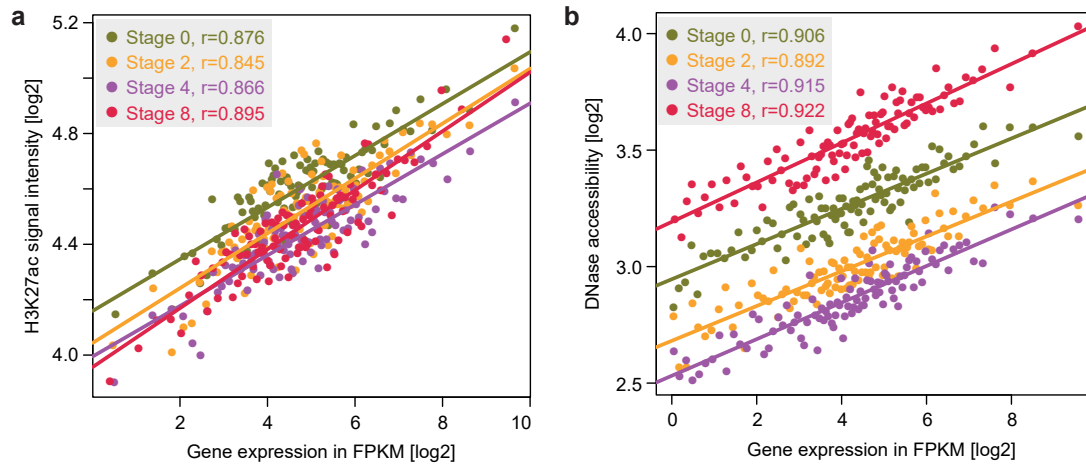 a
5.2
4.8
4.4
4.0
H3K27ac signal intensity [log2]
Stage 0, r=0.876
Stage 2, r=0.845
Stage 4, r=0.866
Stage 8, r=0.895
2
4
6
8
10
Gene expression in FPKM [log2]
b
4.0
3.5
3.0
2.5
DNase accessibility [log2]
Stage 0, r=0.906
Stage 2, r=0.892
Stage 4, r=0.915
Stage 8, r=0.922
0
2
4
6
8
Gene expression in FPKM [log2]